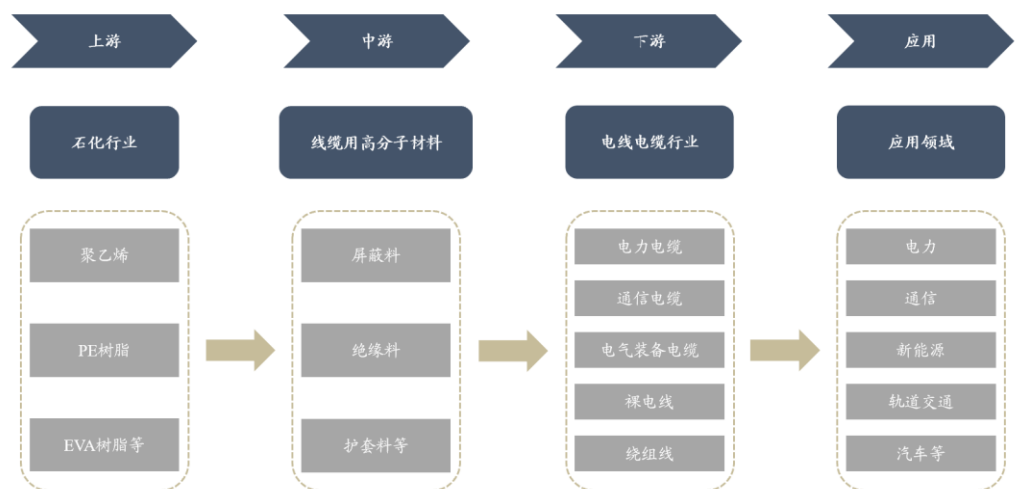 上游
中游
下游
应用
石化行业
线缆用高分子材料
电线电缆行业
应用领域
聚乙烯
PE树脂
EVA树脂等
屏蔽料
绝缘料
护套料等
电力电缆
通信电缆
电气装备电缆
裸电线
绕组线
电力
通信
新能源
轨道交通
汽车等